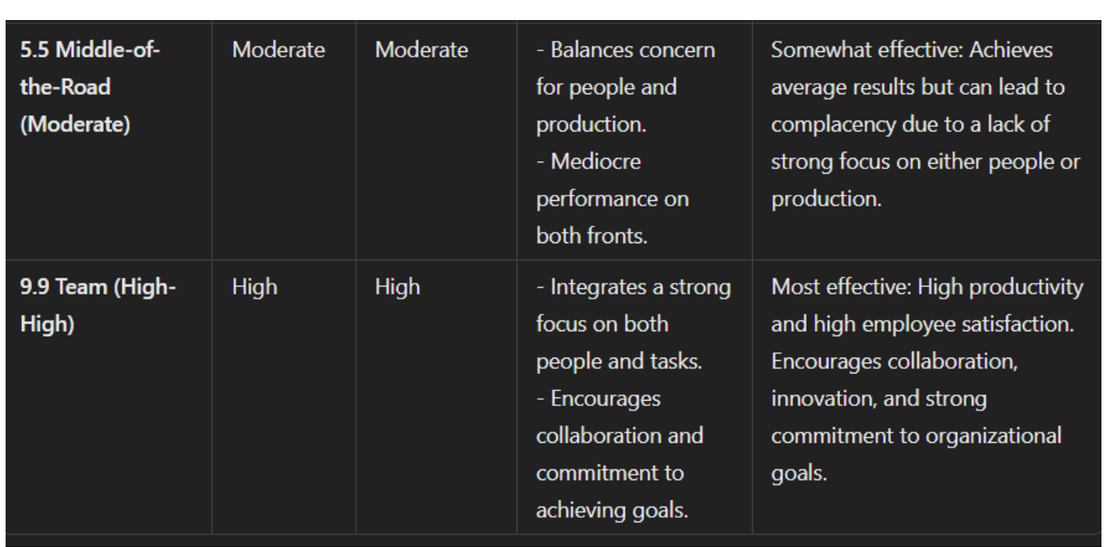 5.5 Middle-of-
the-Road
(Moderate)
Moderate
Moderate
- Balances concern
for people and
production.
- Mediocre
performance on
both fronts.
Somewhat effective: Achieves
average results but can lead to
complacency due to a lack of
strong focus on either people or
production.
9.9 Team (High-
High)
High
High
- Integrates a strong
focus on both
people and tasks.
- Encourages
collaboration and
commitment to
achieving goals.
Most effective: High productivity
and high employee satisfaction.
Encourages collaboration,
innovation, and strong
commitment to organizational
goals.